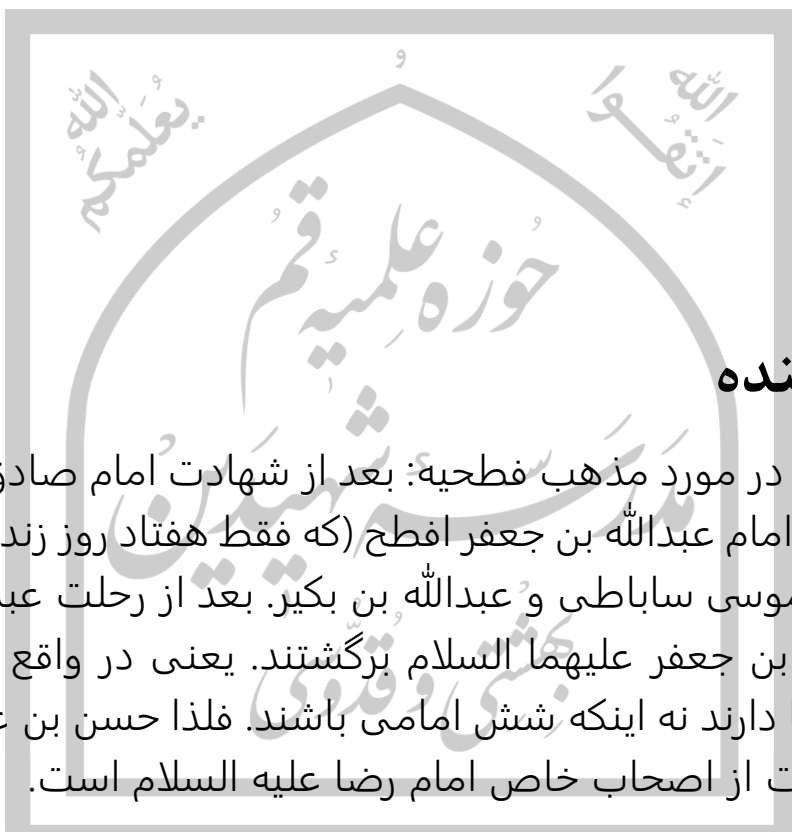 اتقوا الله
و
يعلمكم الله
حوزه علمیهٔ قم
مدرسهٔ شهیدین
بهشتی و قدوسی
نده
در مورد مذهب فطحیه: بعد از شهادت امام صادق
امام عبدالله بن جعفر افطح (که فقط هفتاد روز زند
موسی ساباطی و عبدالله بن بکیر. بعد از رحلت عبد
بن جعفر علیهما السلام برگشتند. یعنی در واقع
ا دارند نه اینکه شش امامی باشند. فلذا حسن بن ع
ت از اصحاب خاص امام رضا علیه السلام است.